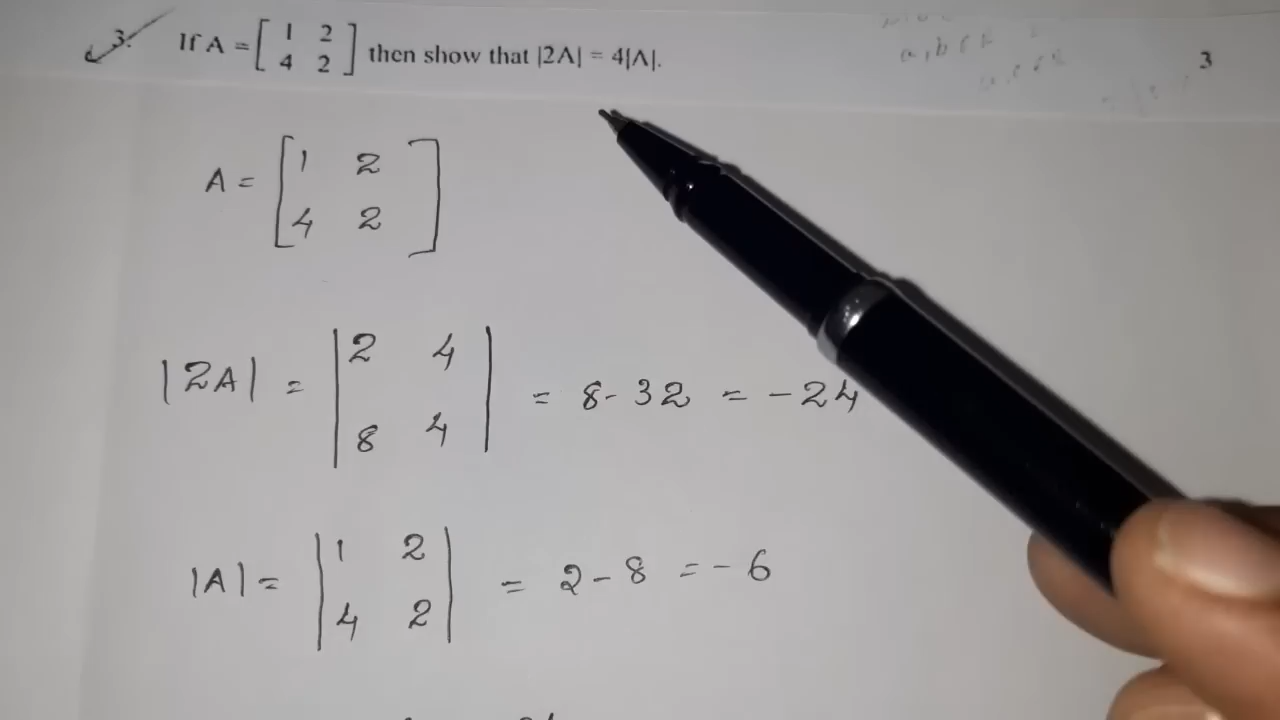 3. If A = [ 1 2 4 2 ] then show that |2A| = 4|A|. 3
A = [ 1 2
4 2 ]
|2A| = | 2 4
8 4 | = 8 - 32 = -24
|A| = | 1 2
4 2 | = 2 - 8 = -6